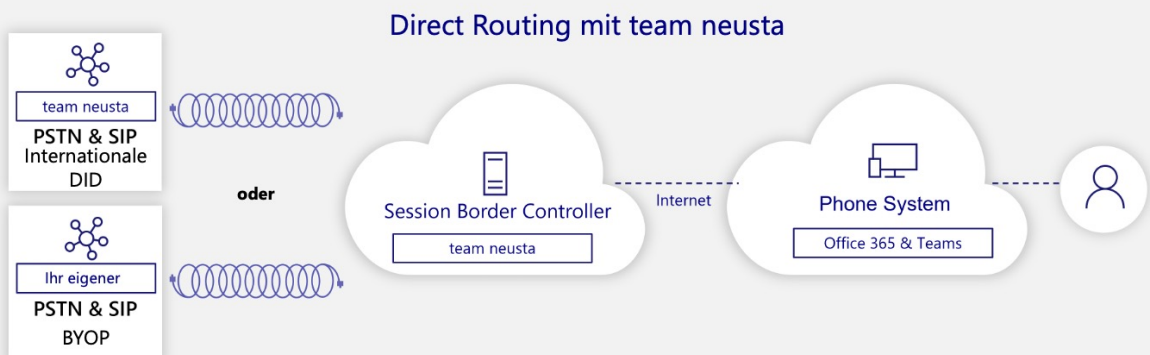 Direct Routing mit team neusta
team neusta
PSTN & SIP
Internationale
DID
oder
Ihr eigener
PSTN & SIP
BYOP
Session Border Controller
team neusta
Internet
Phone System
Office 365 & Teams